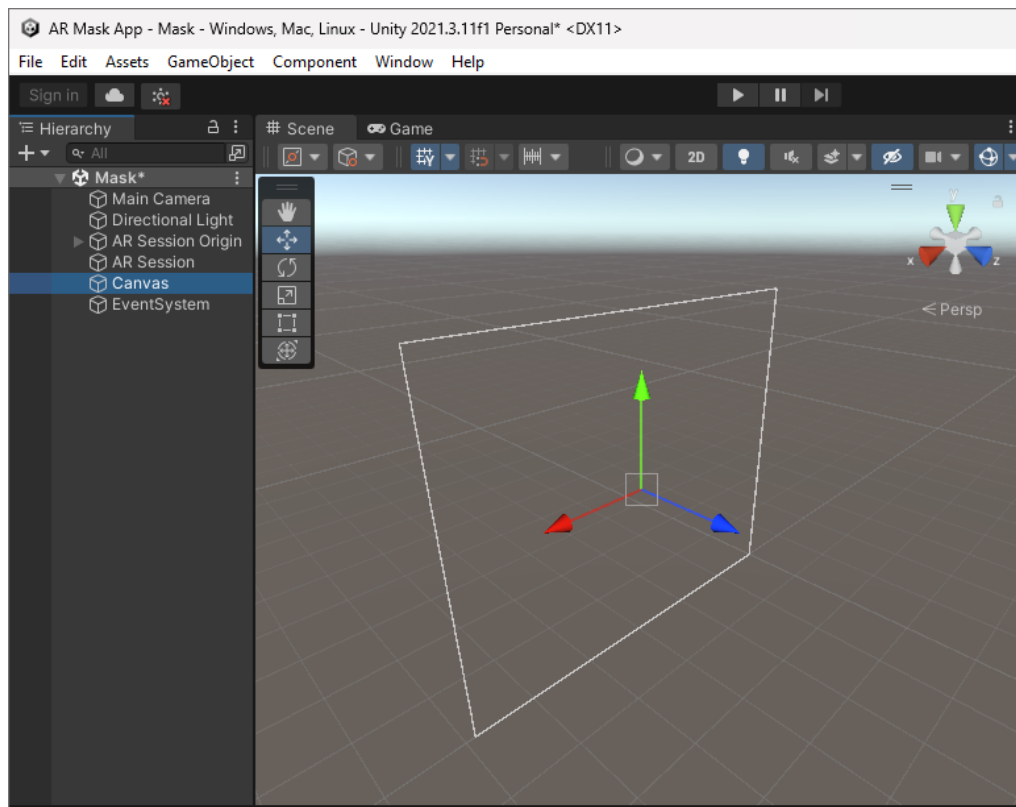 AR Mask App - Mask - Windows, Mac, Linux - Unity 2021.3.11f1 Personal* <DX11>
File Edit Assets GameObject Component Window Help
Sign in
Hierarchy
Scene Game
All
2D
Mask*
Main Camera
Directional Light
AR Session Origin
AR Session
Canvas
EventSystem
y
x z
Persp